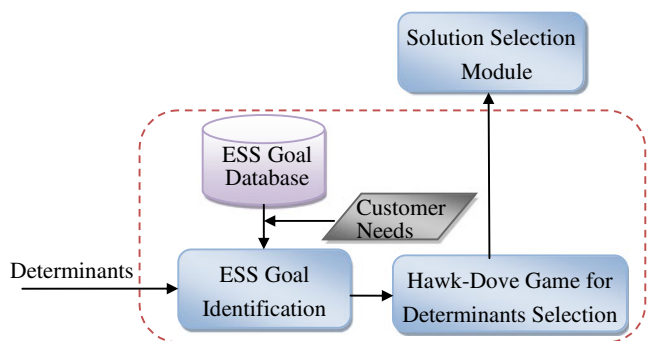 Solution Selection
Module
ESS Goal
Database
Customer
Needs
Determinants
ESS Goal
Identification
Hawk-Dove Game for
Determinants Selection